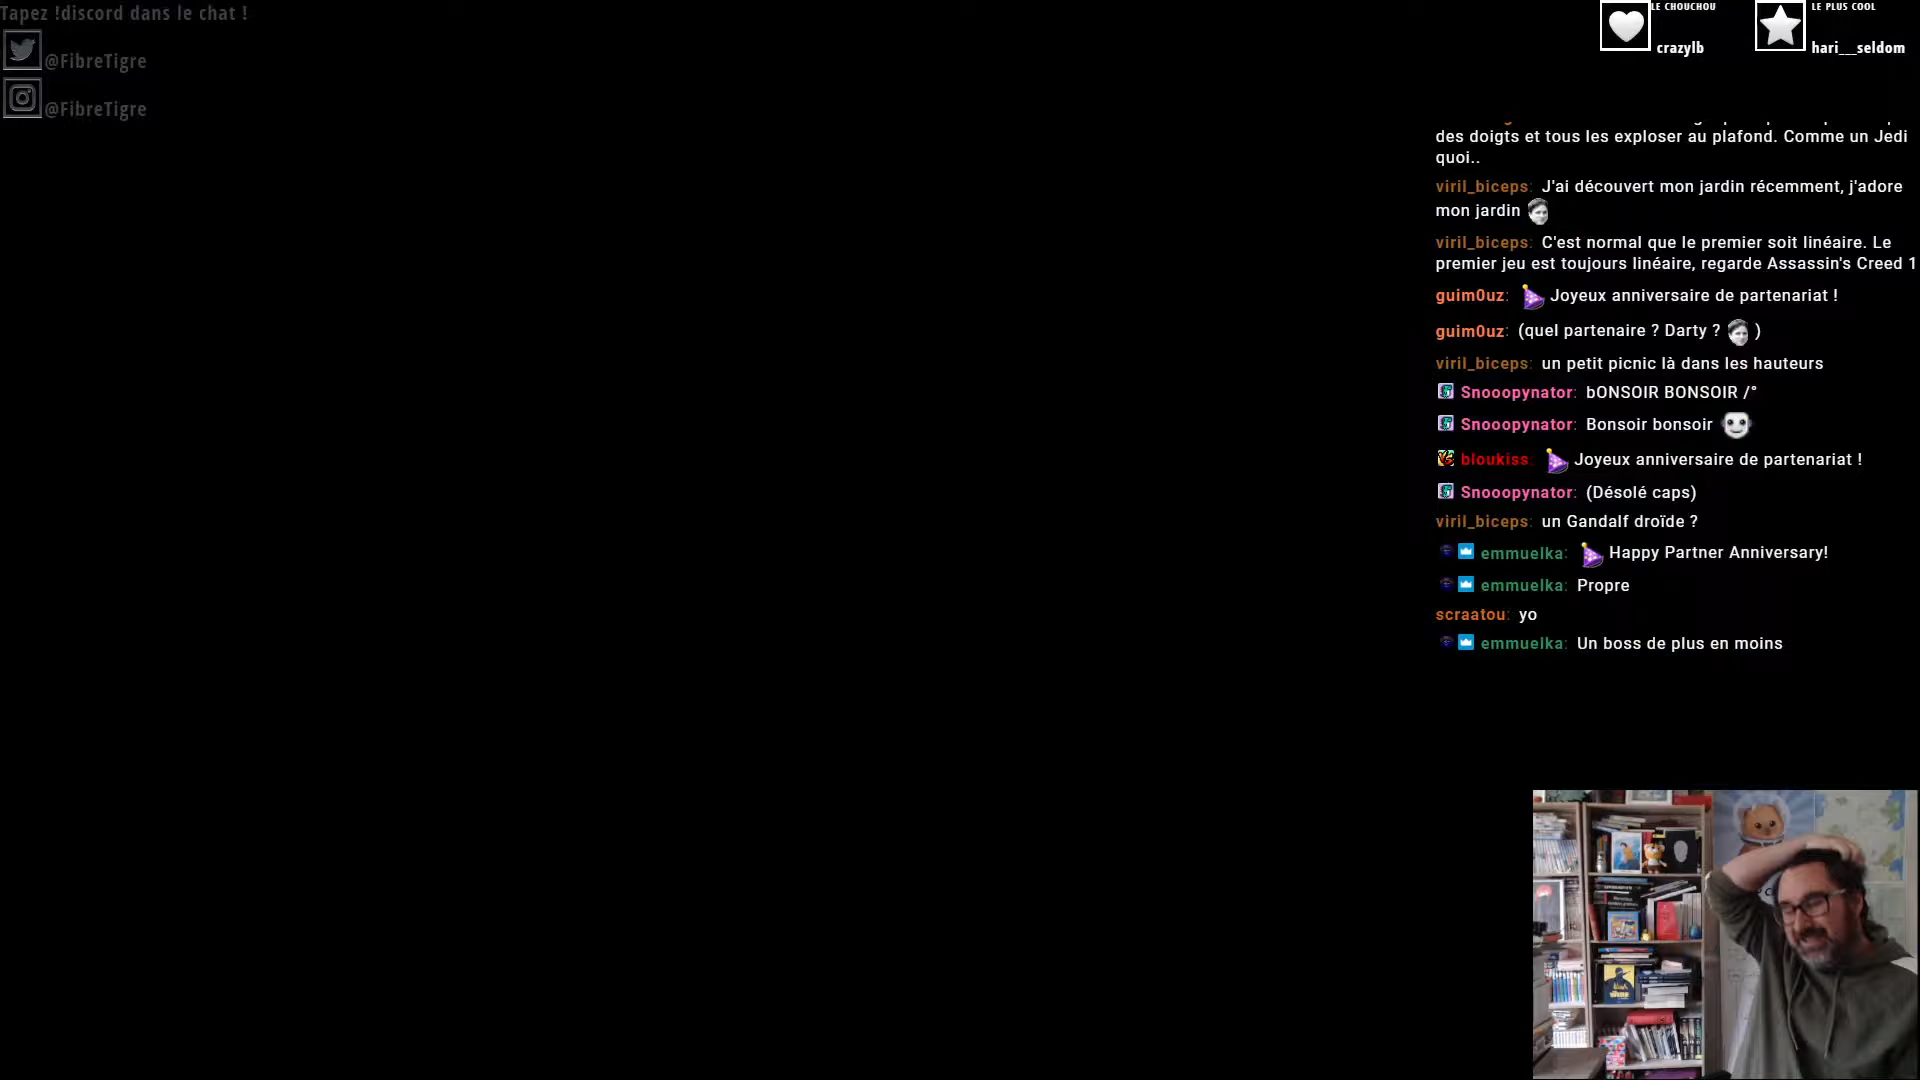 Tapez !discord dans le chat !
@FibreTigre
@FibreTigre
LE CHOUCHOU
crazylb
LE PLUS COOL
hari___seldom
des doigts et tous les exploser au plafond. Comme un Jedi
quoi..
viril_biceps: J'ai découvert mon jardin récemment, j'adore
mon jardin
viril_biceps: C'est normal que le premier soit linéaire. Le
premier jeu est toujours linéaire, regarde Assassin's Creed 1
guim0uz: Joyeux anniversaire de partenariat !
guim0uz: (quel partenaire ? Darty ? )
viril_biceps: un petit picnic là dans les hauteurs
Snooopynator: bONSOIR BONSOIR /°
Snooopynator: Bonsoir bonsoir
bloukiss: Joyeux anniversaire de partenariat !
Snooopynator: (Désolé caps)
viril_biceps: un Gandalf droïde ?
emmuelka: Happy Partner Anniversary!
emmuelka: Propre
scraatou: yo
emmuelka: Un boss de plus en moins